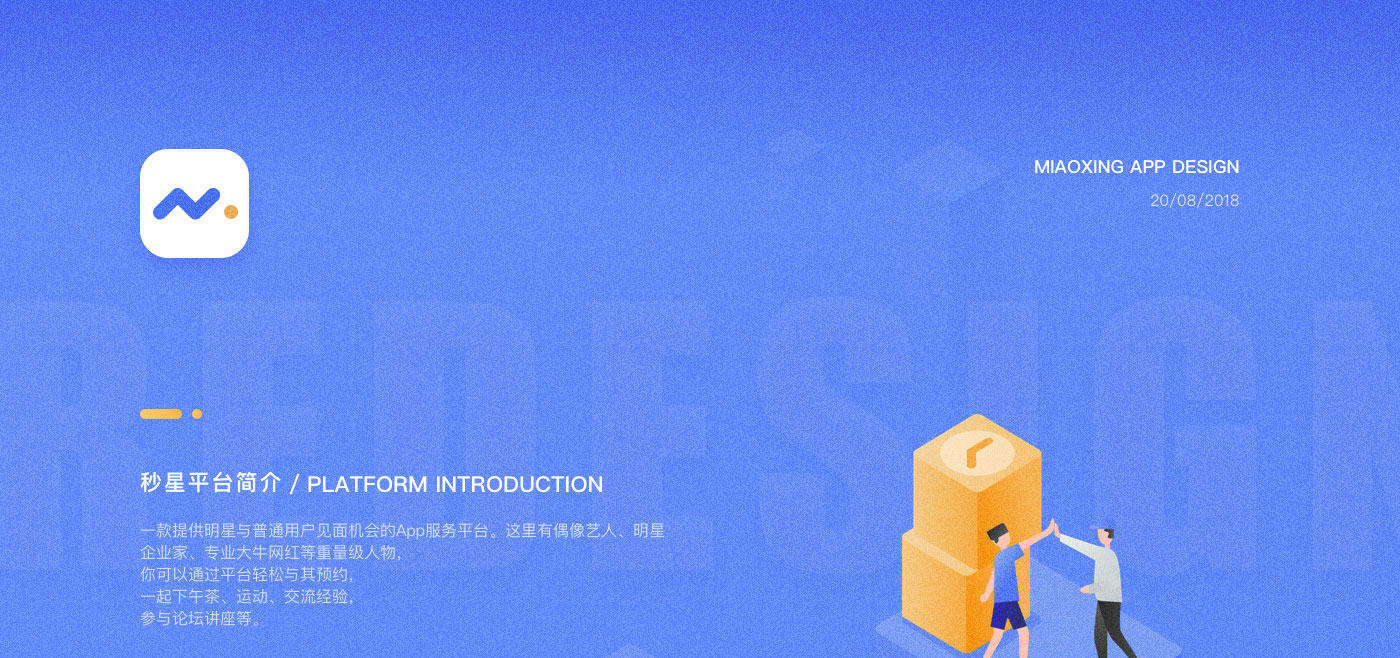 MIAOXING APP DESIGN
20/08/2018
REDESIGN
秒星平台简介 / PLATFORM INTRODUCTION
一款提供明星与普通用户见面机会的App服务平台。这里有偶像艺人、明星
企业家、专业大牛网红等重量级人物,
你可以通过平台轻松与其预约,
一起下午茶、运动、交流经验,
参与论坛讲座等。